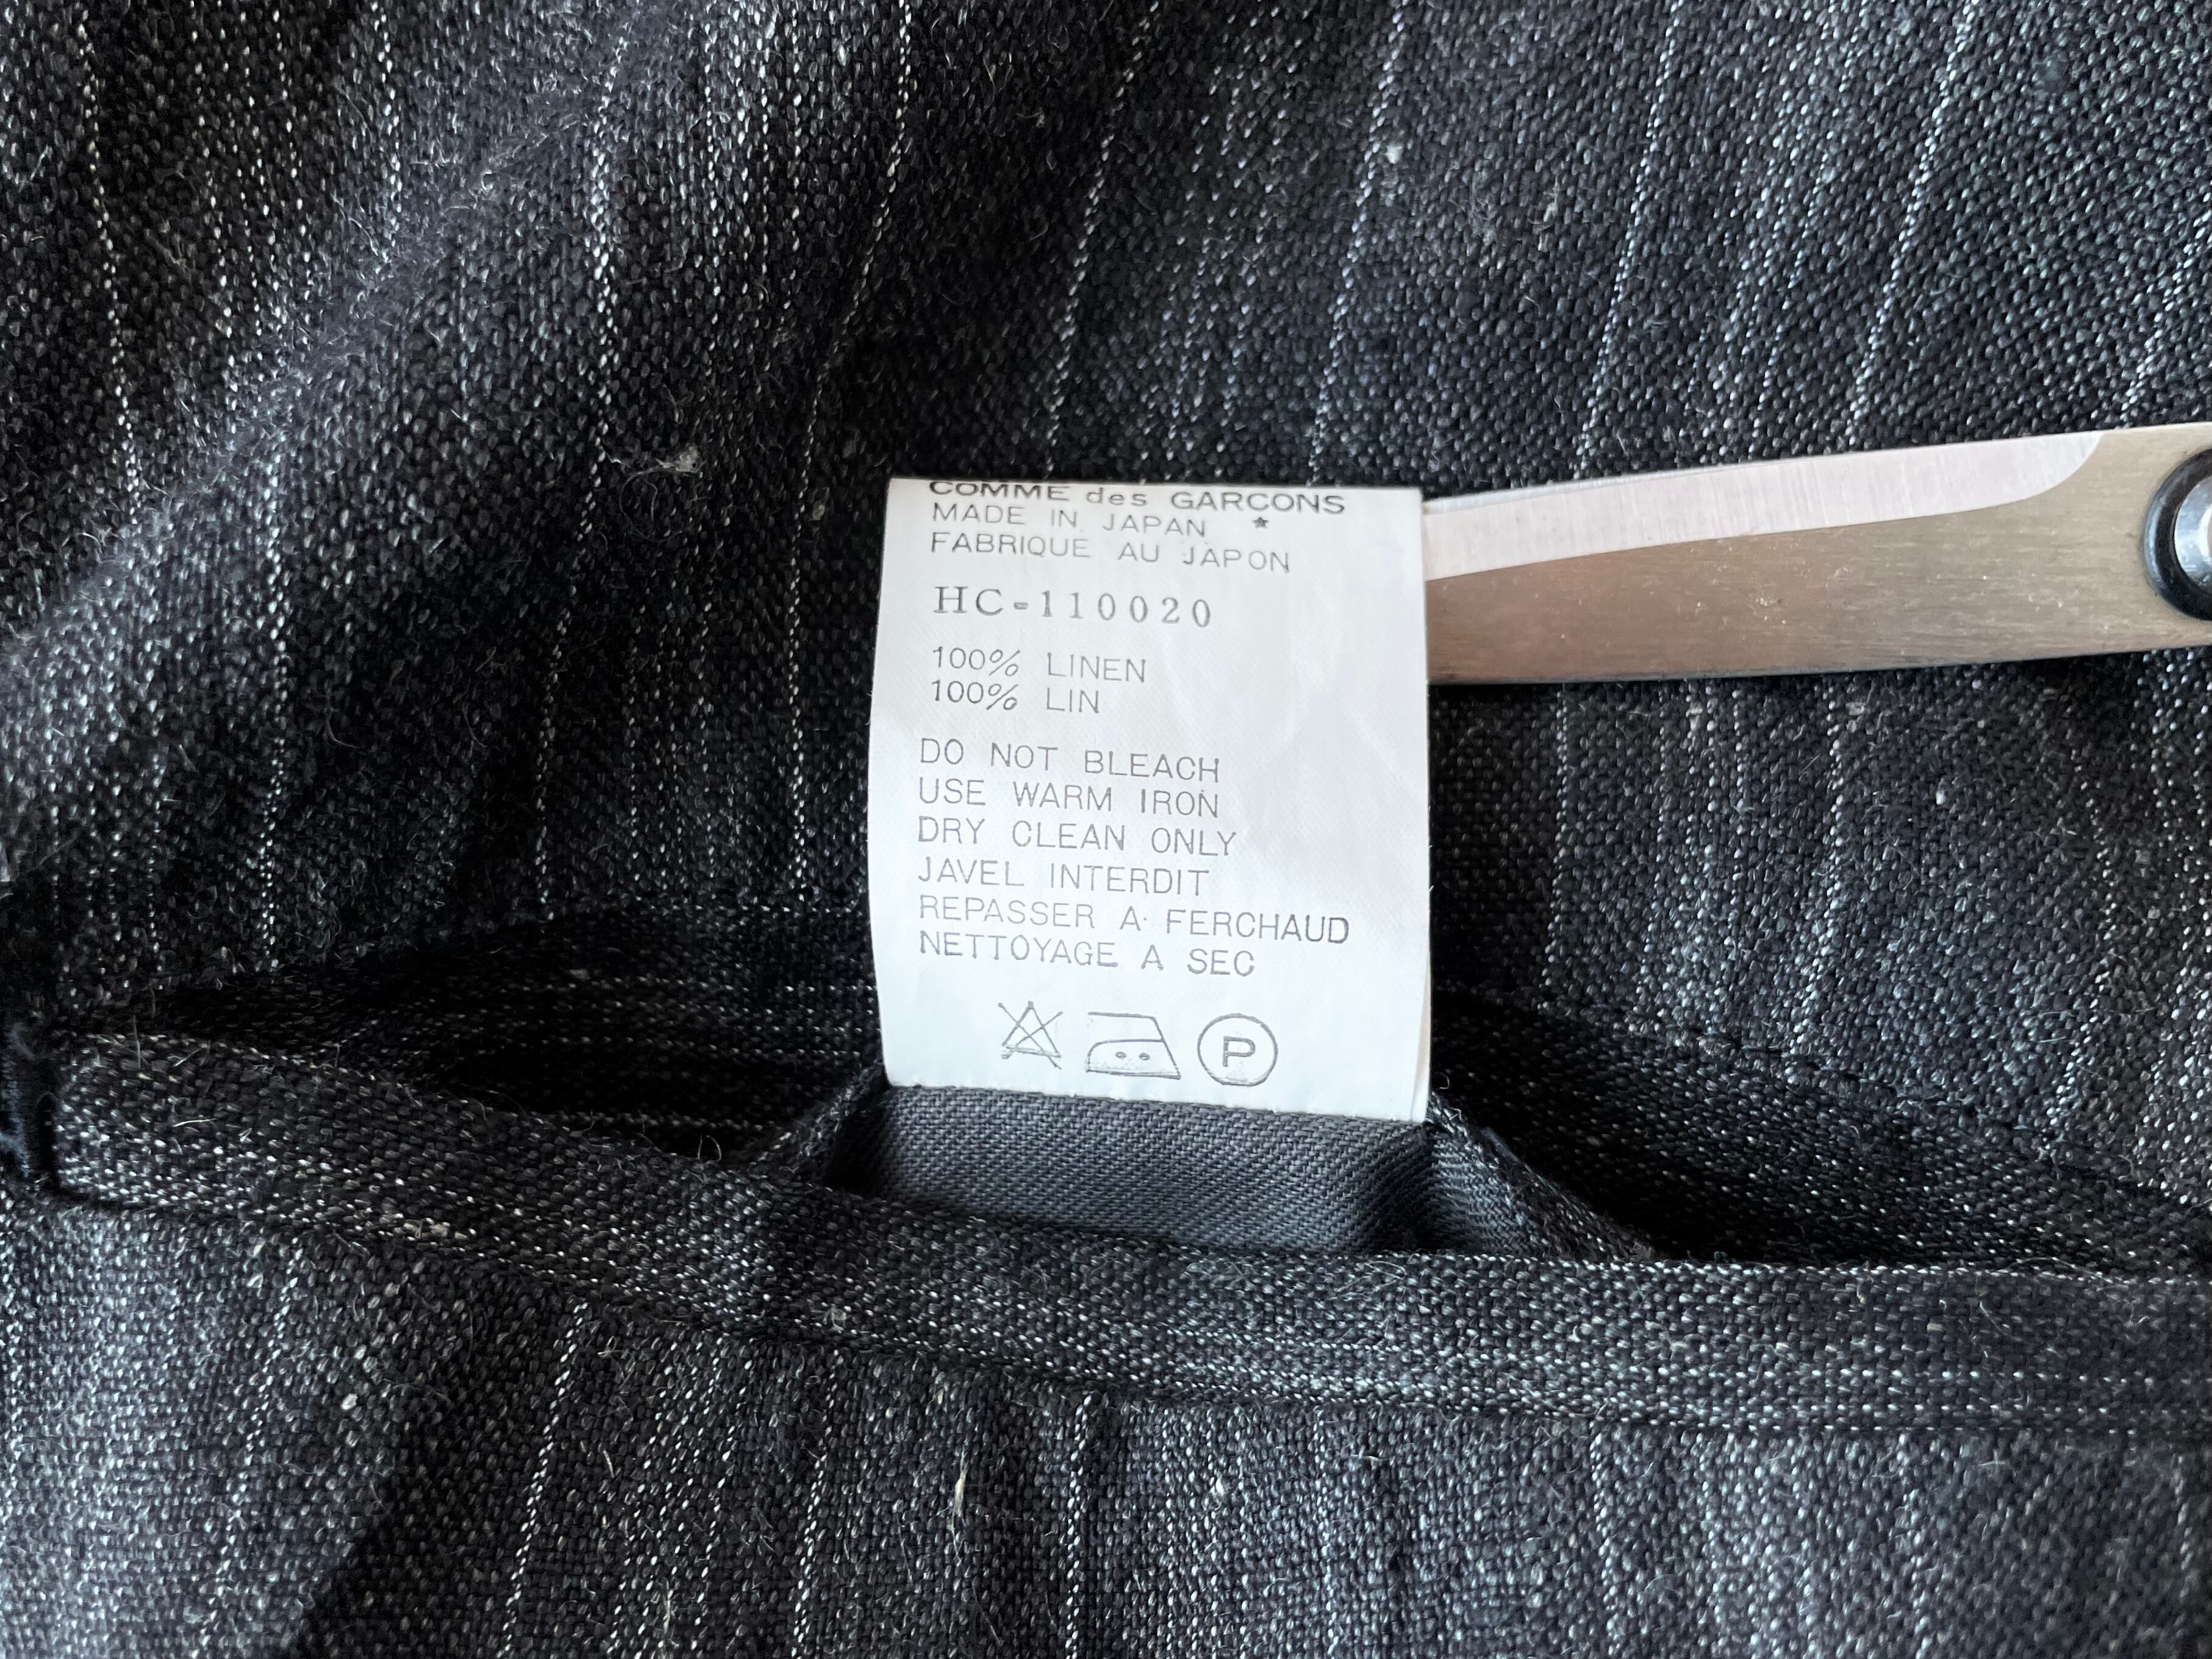 COMME des GARCONS
MADE IN JAPAN ★
FABRIQUE AU JAPON
HC-110020
100% LINEN
100% LIN
DO NOT BLEACH
USE WARM IRON
DRY CLEAN ONLY
JAVEL INTERDIT
REPASSER A FERCHAUD
NETTOYAGE A SEC
P